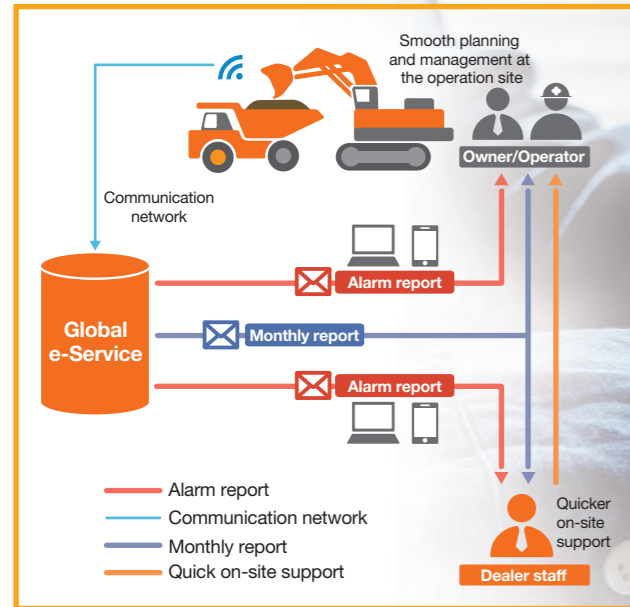 Smooth planning
and management at
the operation site
Owner/Operator
Communication
network
Alarm report
Global
e-Service
Monthly report
Alarm report
Alarm report
Communication network
Monthly report
Quick on-site support
Quicker
on-site
support
Dealer staff